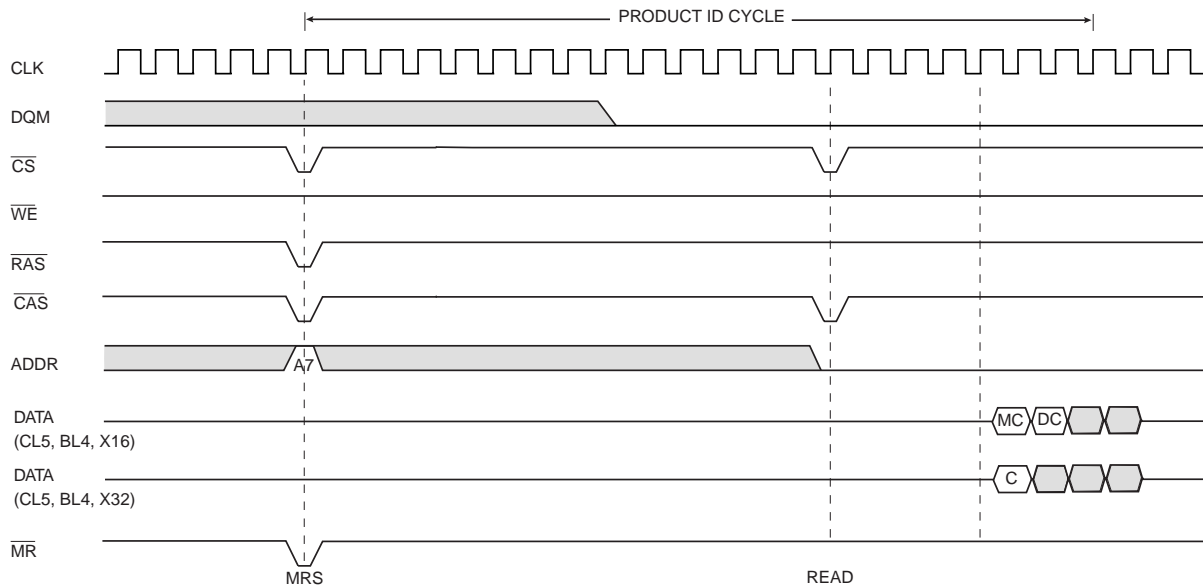 PRODUCT ID CYCLE
CLK
DQM
CS
WE
RAS
CAS
ADDR
A7
DATA
(CL5, BL4, X16)
MC
DC
DATA
(CL5, BL4, X32)
C
MR
MRS
READ